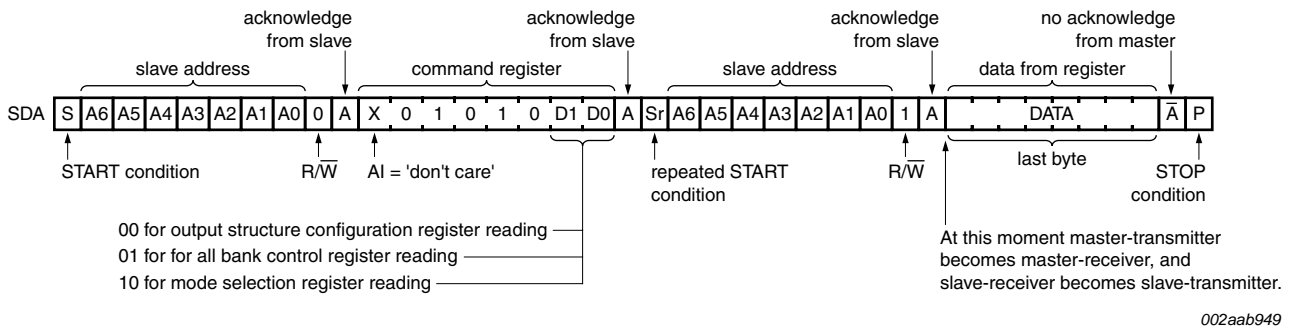 acknowledge
from slave
acknowledge
from slave
acknowledge
from slave
no acknowledge
from master
slave address
command register
slave address
data from register
SDA S A6 A5 A4 A3 A2 A1 A0 0 A X 0 1 0 1 0 D1 D0 A Sr A6 A5 A4 A3 A2 A1 A0 1 A DATA A̅ P
START condition
R/W̅
AI = 'don't care'
repeated START
condition
R/W̅
last byte
STOP
condition
00 for output structure configuration register reading
01 for for all bank control register reading
10 for mode selection register reading
At this moment master-transmitter
becomes master-receiver, and
slave-receiver becomes slave-transmitter.
002aab949